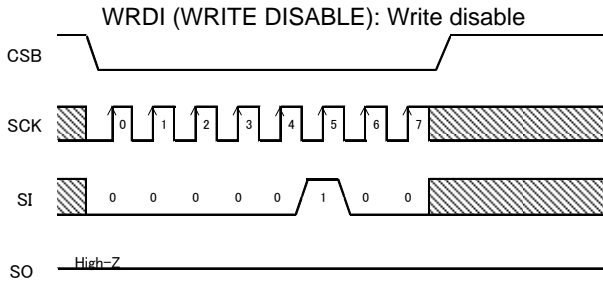 WRDI (WRITE DISABLE): Write disable
CSB
SCK 0 1 2 3 4 5 6 7
SI 0 0 0 0 0 1 0 0
High-Z
SO